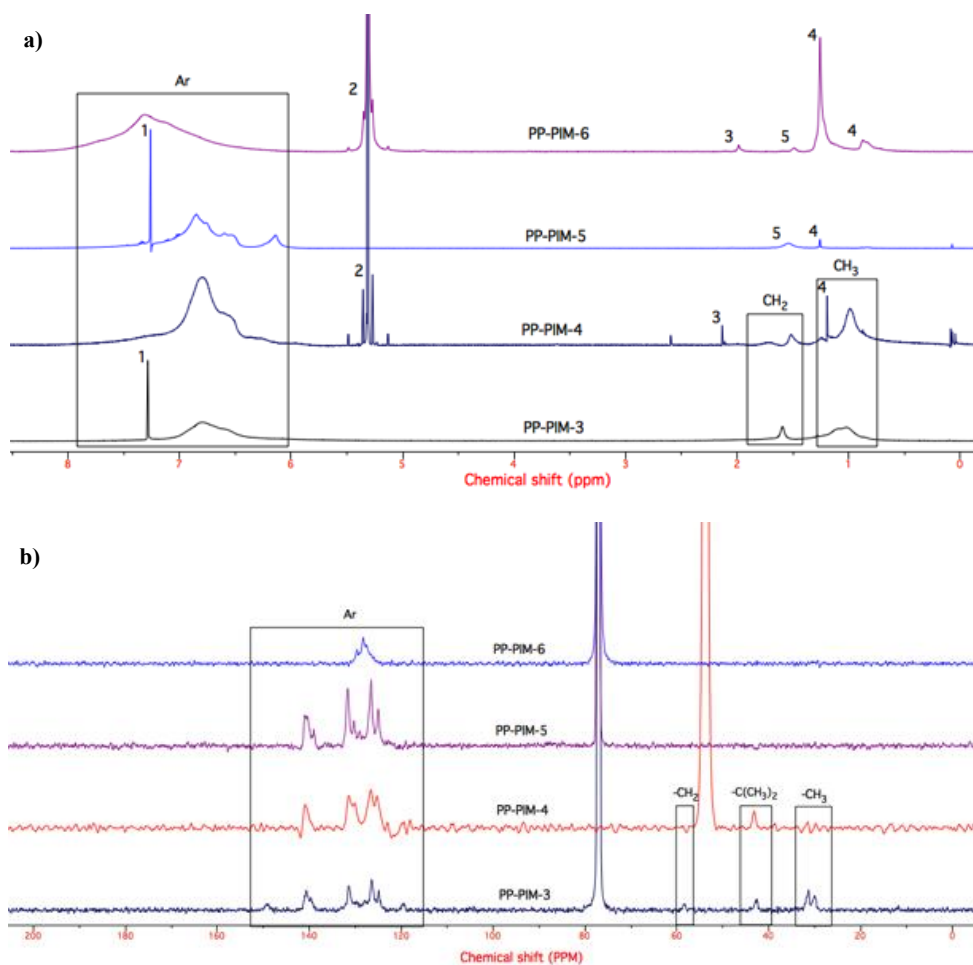 a)
Ar
1
2
3
5
4
4
PP-PIM-6
1
5
4
PP-PIM-5
2
3
CH2
4
CH3
PP-PIM-4
1
PP-PIM-3
8 7 6 5 4 3 2 1 0
Chemical shift (ppm)
b)
Ar
PP-PIM-6
PP-PIM-5
-CH2
-C(CH3)2
-CH3
PP-PIM-4
PP-PIM-3
200 180 160 140 120 100 80 60 40 20 0
Chemical shift (PPM)